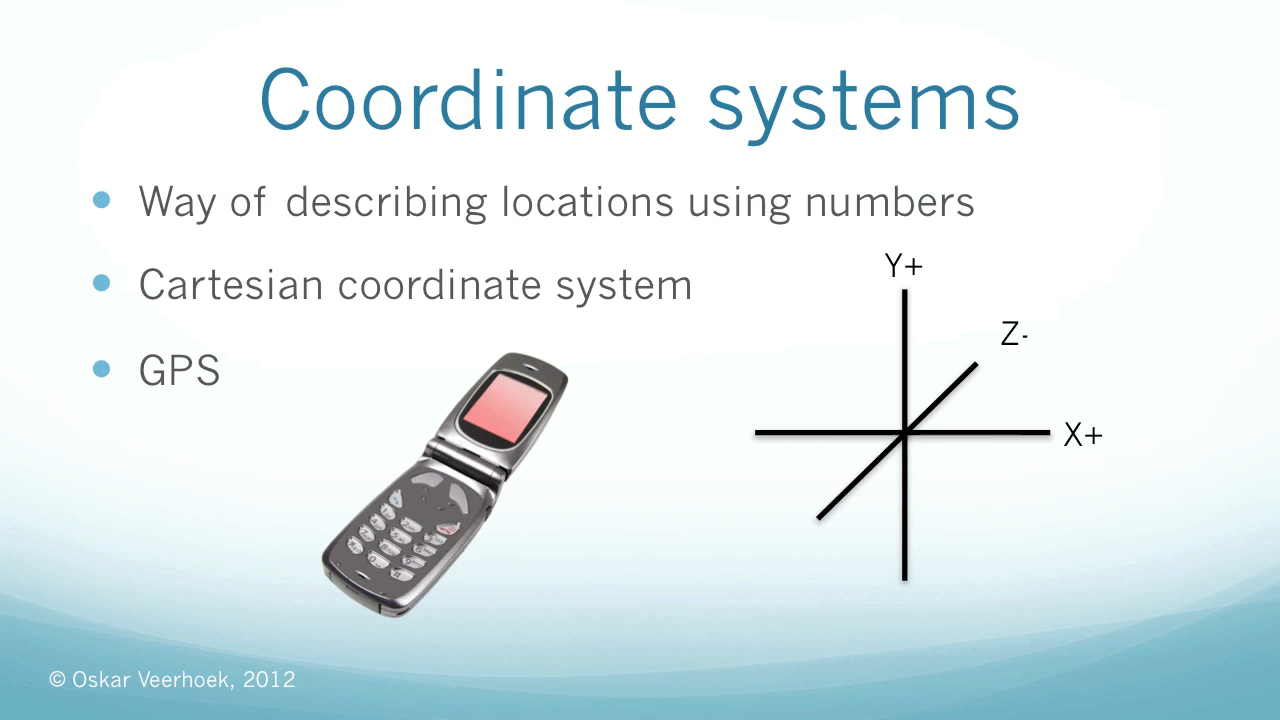 Coordinate systems
Way of describing locations using numbers
Cartesian coordinate system
GPS
Y+
Z-
X+
© Oskar Veerhoek, 2012